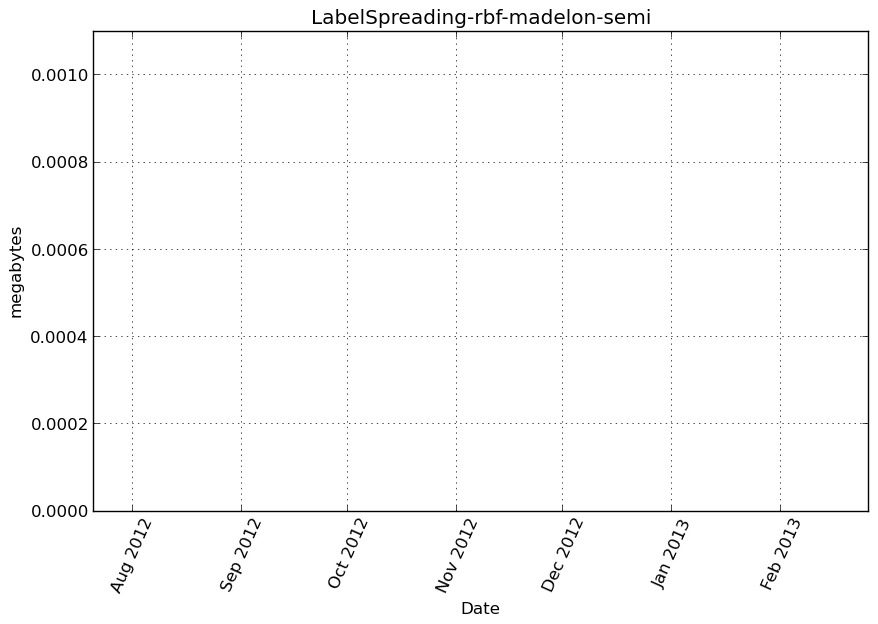 LabelSpreading-rbf-madelon-semi
0.0010
0.0008
0.0006
0.0004
0.0002
0.0000
megabytes
Aug 2012
Sep 2012
Oct 2012
Nov 2012
Dec 2012
Jan 2013
Feb 2013
Date